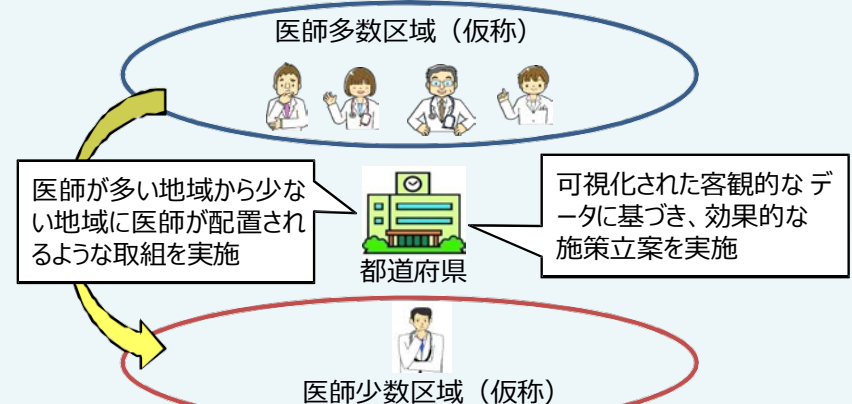 医師多数区域（仮称）
医師が多い地域から少な
い地域に医師が配置され
るような取組を実施
可視化された客観的な デ
ータに基づき、効果的な
施策立案を実施
都道府県
医師少数区域（仮称）